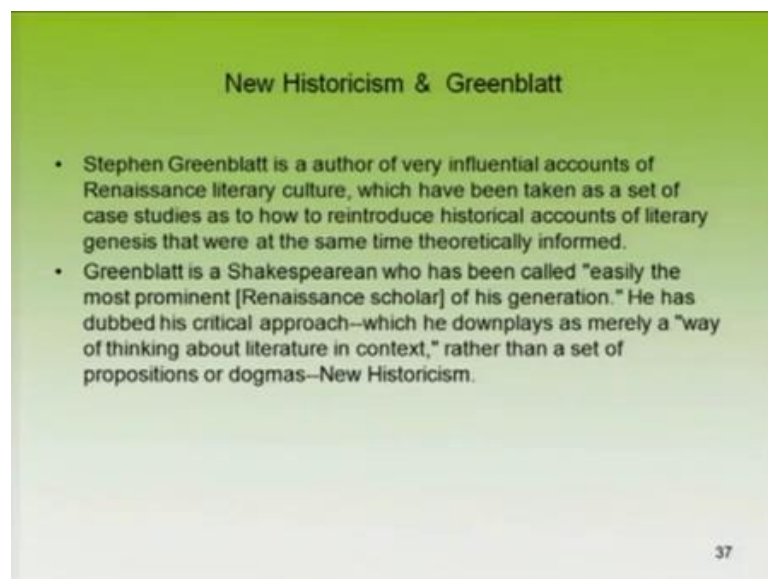 New Historicism & Greenblatt
• Stephen Greenblatt is a author of very influential accounts of
Renaissance literary culture, which have been taken as a set of
case studies as to how to reintroduce historical accounts of literary
genesis that were at the same time theoretically informed.
• Greenblatt is a Shakespearean who has been called "easily the
most prominent [Renaissance scholar] of his generation." He has
dubbed his critical approach--which he downplays as merely a "way
of thinking about literature in context," rather than a set of
propositions or dogmas--New Historicism.
37